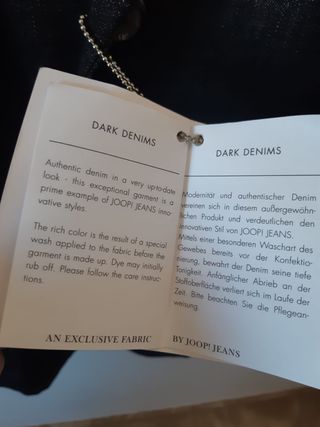 DARK DENIMS
Authentic denim in a very up-to-date
look - this exceptional garment is a
prime example of JOOP! JEANS inno-
vative styles.
The rich color is the result of a special
wash applied to the fabric before the
garment is made up. Dye may initially
rub off. Please follow the care instruc-
tions.
AN EXCLUSIVE FABRIC
DARK DENIMS
Modernität und authentischer Denim
vereinen sich in diesem außergewöhn-
lichen Produkt und verdeutlichen den
innovativen Stil von JOOP! JEANS.
Mittels einer besonderen Waschart des
Gewebes bereits vor der Konfektio-
nierung, bewahrt der Denim seine tiefe
Tonigkeit. Anfänglicher Abrieb an der
Stoffoberfläche verliert sich im Laufe der
Zeit. Bitte beachten Sie die Pflegean-
weisung.
BY JOOP! JEANS